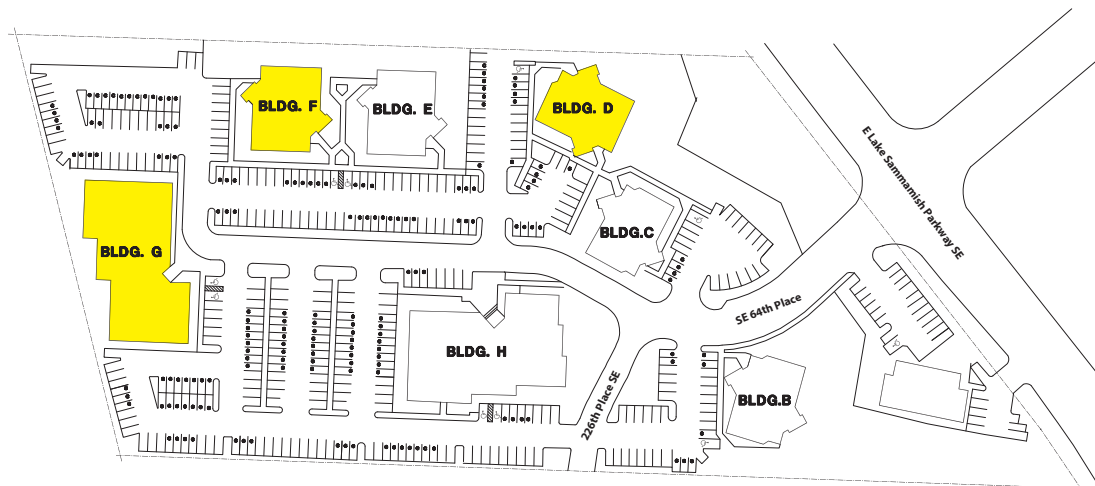 BLDG. F
BLDG. E
BLDG. D
BLDG.C
BLDG. G
E Lake Sammamish Parkway SE
SE 64th Place
BLDG. H
226th Place SE
BLDG.B